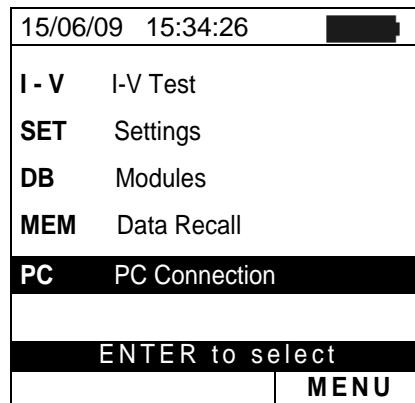 15/06/09 15:34:26
I - V I-V Test
SET Settings
DB Modules
MEM Data Recall
PC PC Connection
ENTER to select
MENU